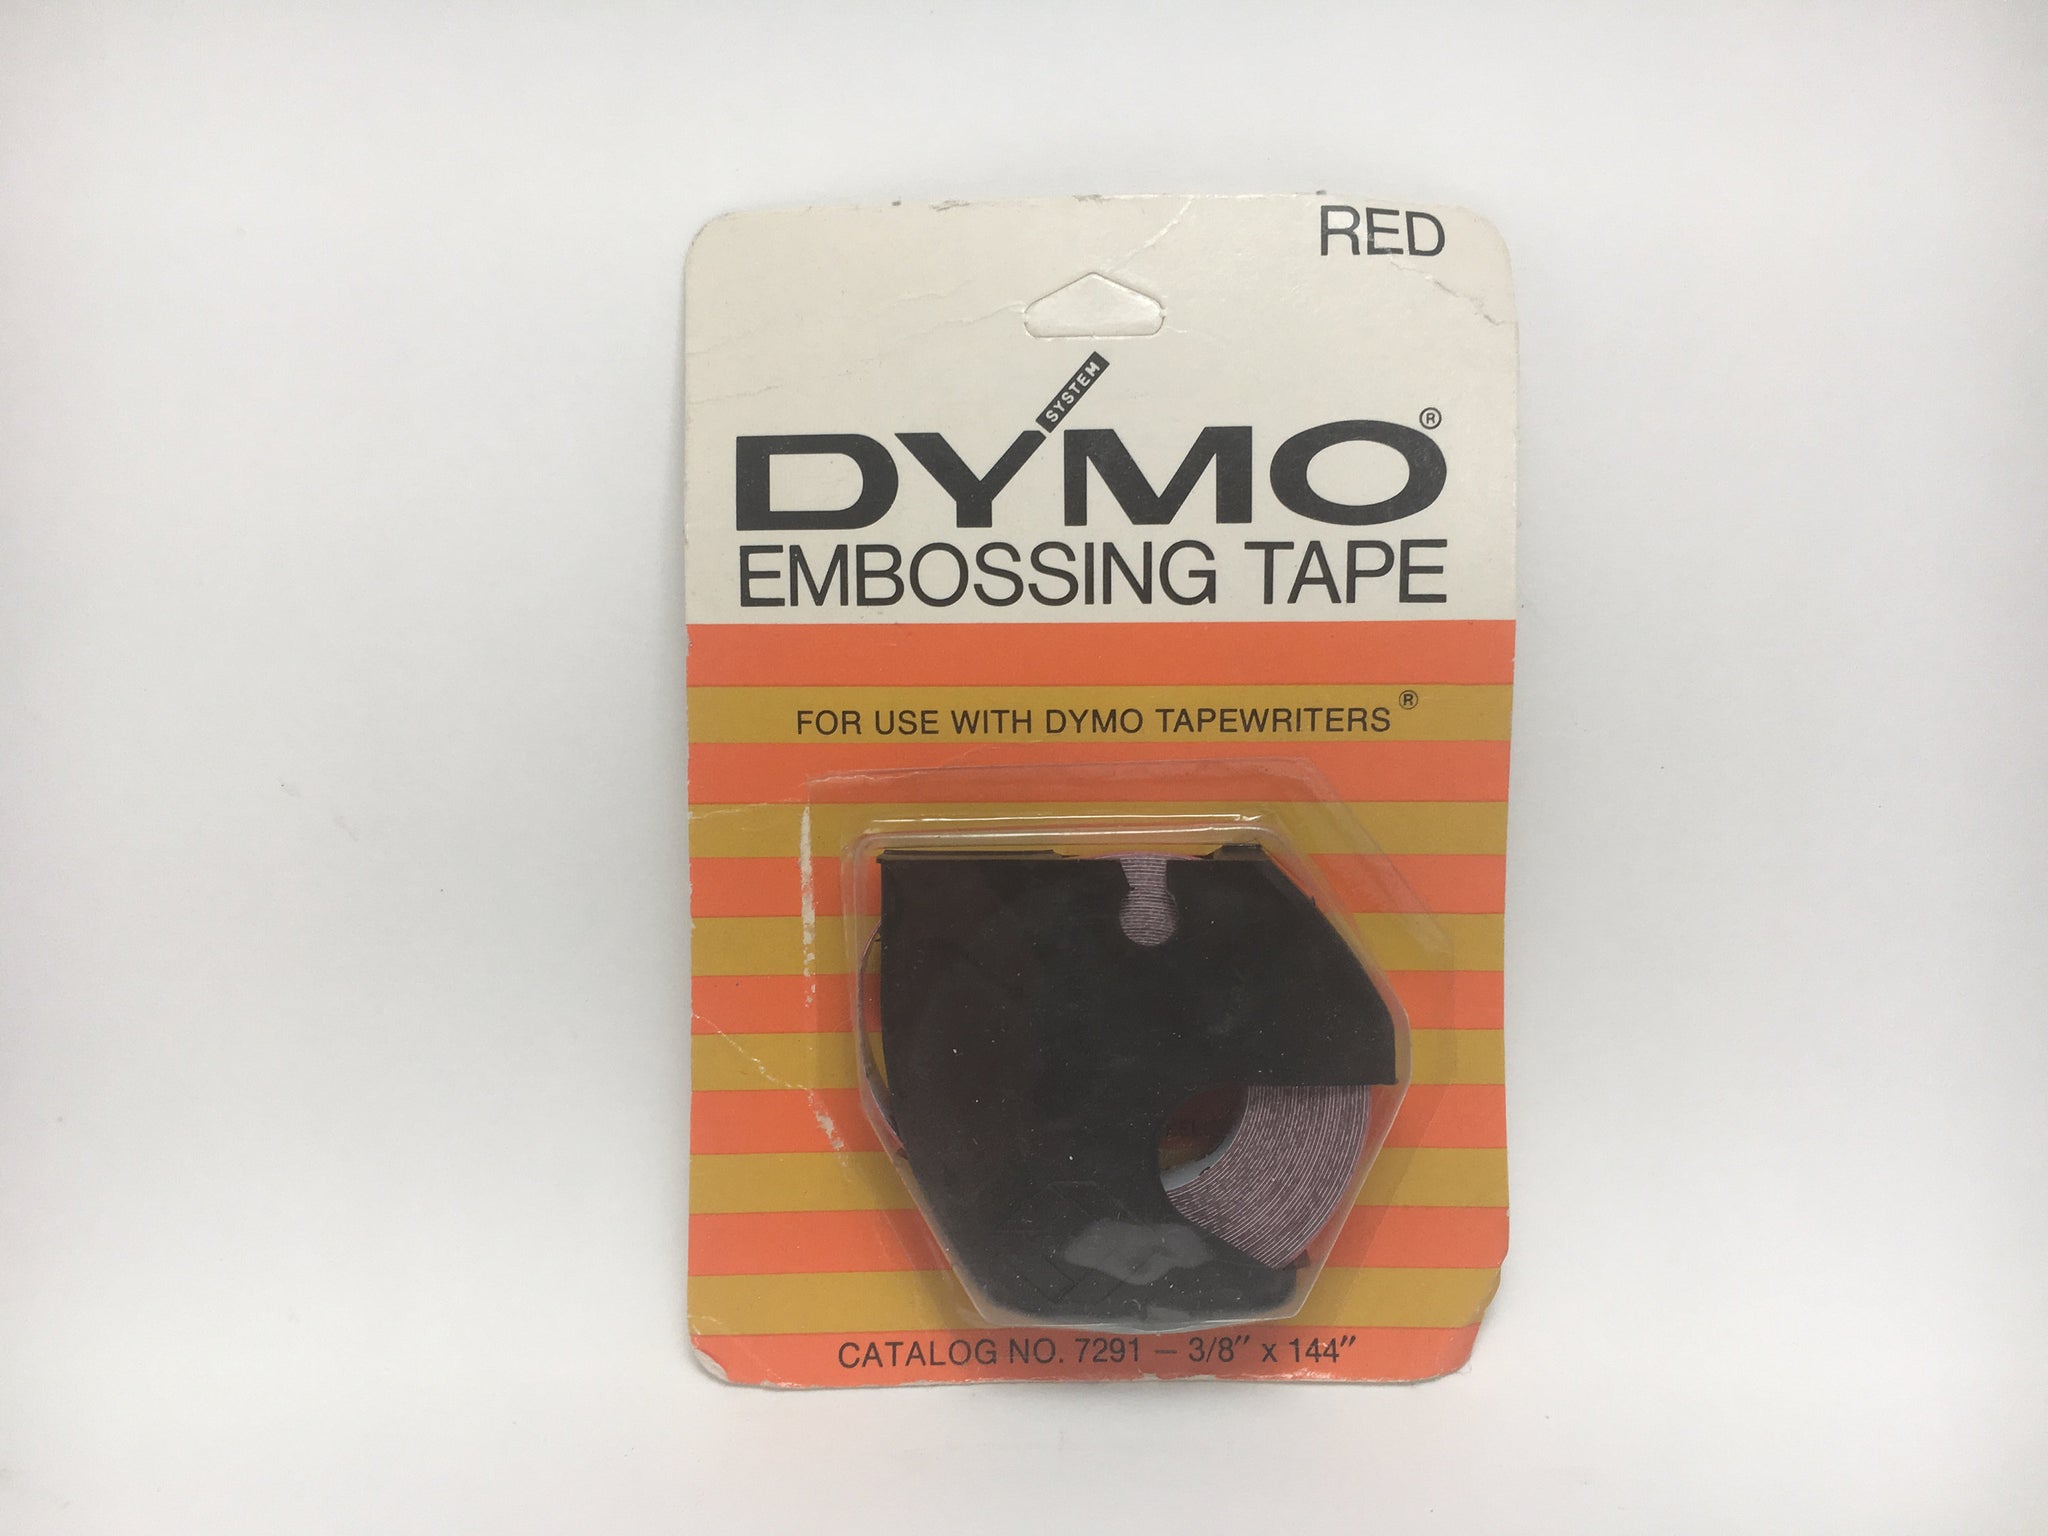 RED
SYSTEM
DYMO®
EMBOSSING TAPE
FOR USE WITH DYMO TAPEWRITERS®
CATALOG NO. 7291 – 3/8″ x 144″